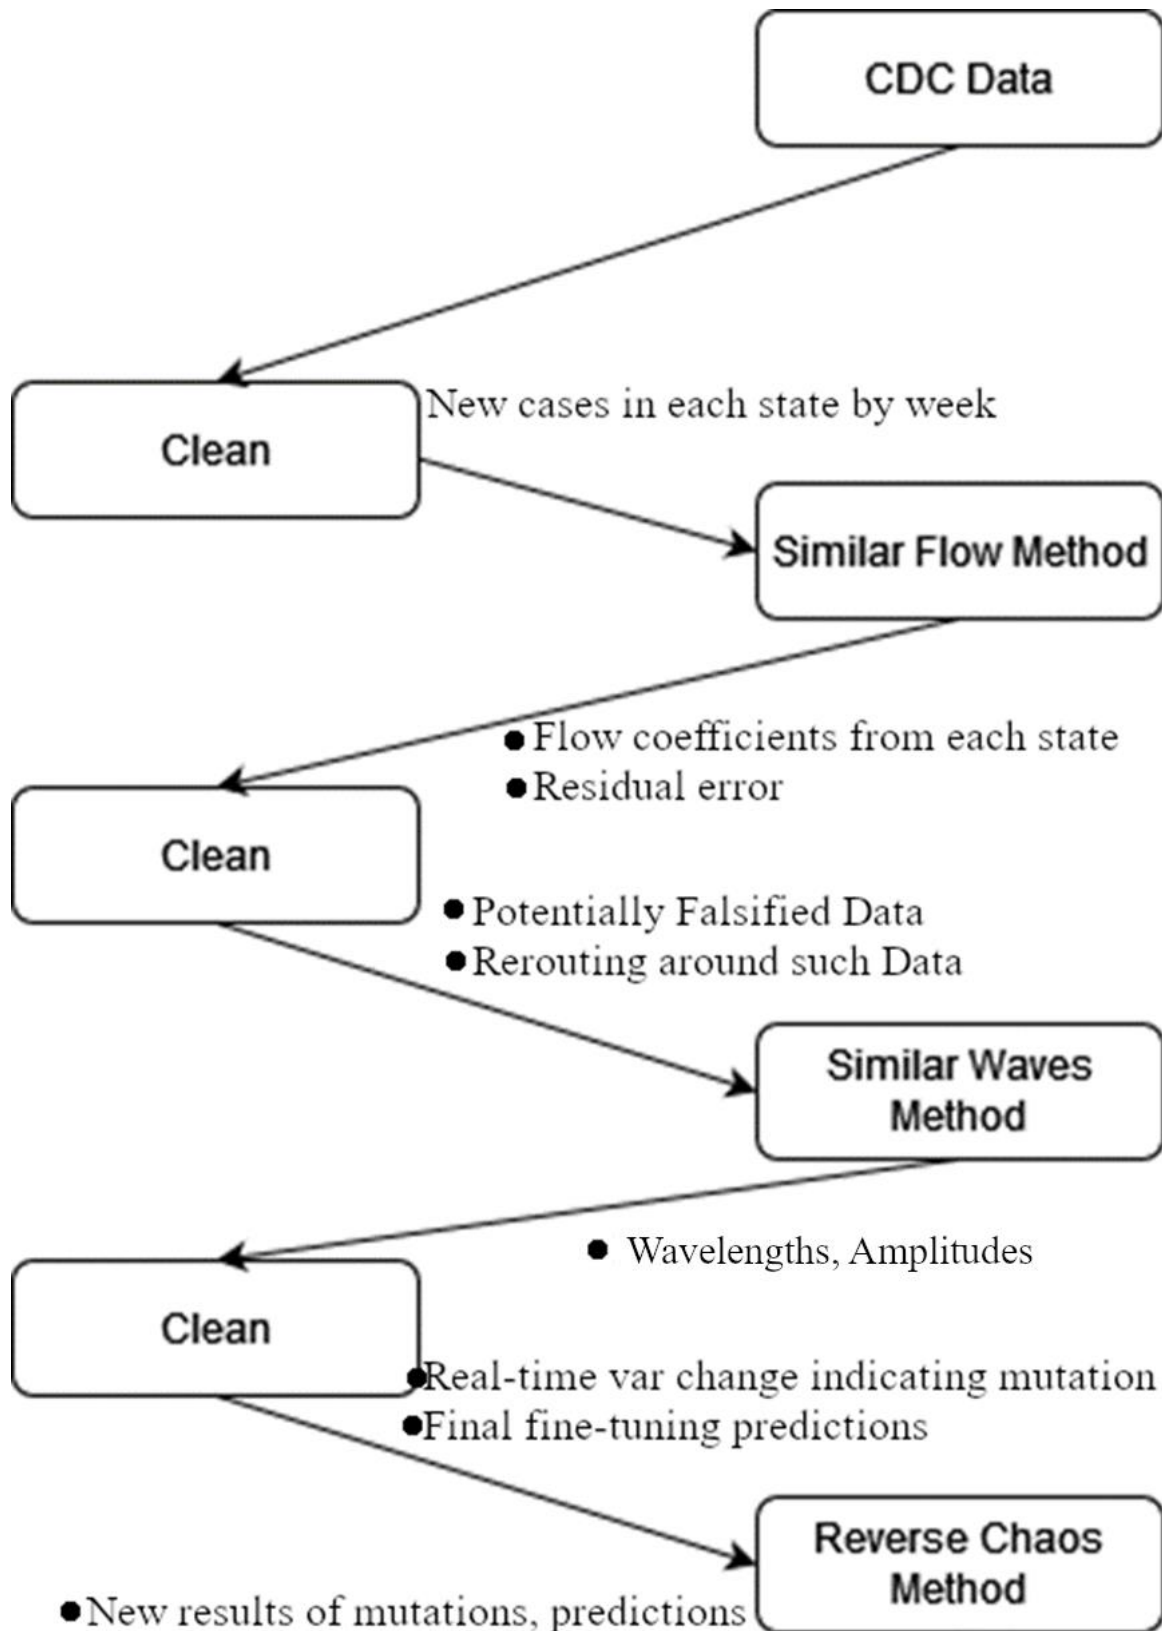 CDC Data
New cases in each state by week
Clean
Similar Flow Method
● Flow coefficients from each state
● Residual error
Clean
● Potentially Falsified Data
● Rerouting around such Data
Similar Waves
Method
● Wavelengths, Amplitudes
Clean
●Real-time var change indicating mutation
●Final fine-tuning predictions
Reverse Chaos
Method
●New results of mutations, predictions